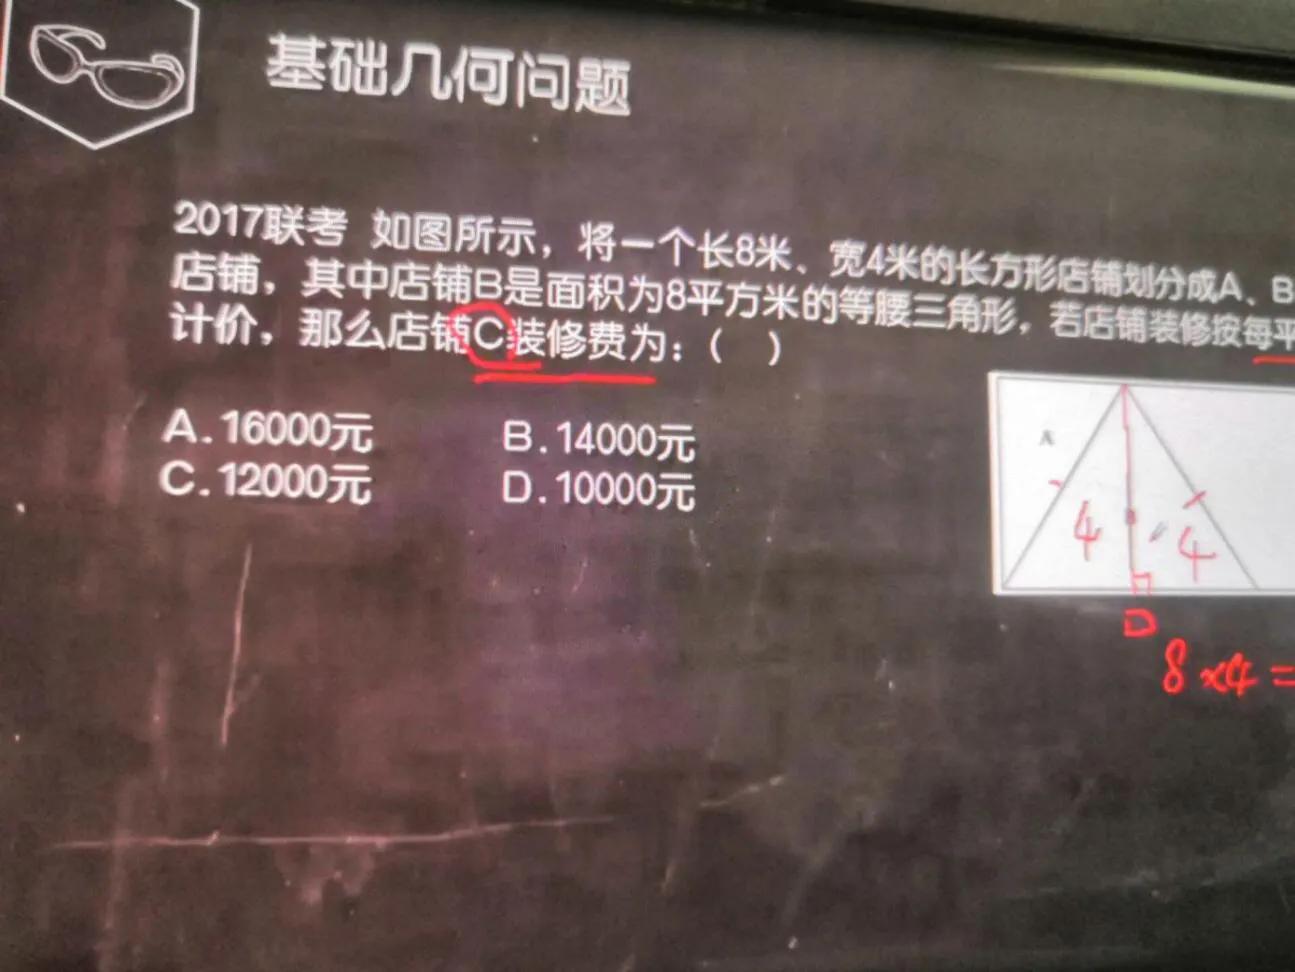 基础几何问题
2017联考 如图所示，将一个长8米、宽4米的长方形店铺划分成A、B
店铺，其中店铺B是面积为8平方米的等腰三角形，若店铺装修按每平
计价，那么店铺C装修费为：（ ）
A.16000元 B.14000元
C.12000元 D.10000元
A
4 4
D
8×4=